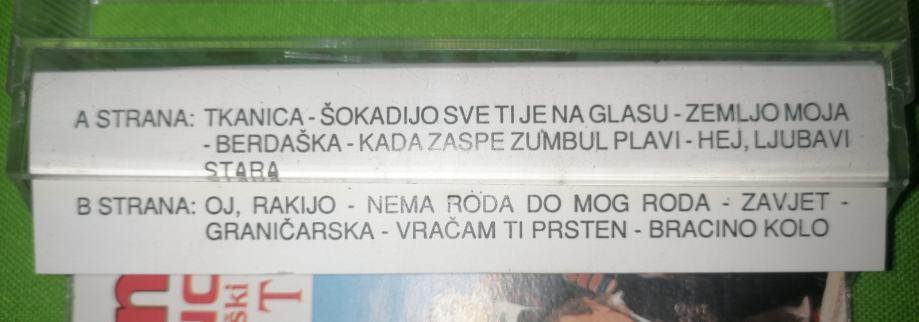 A STRANA: TKANICA - ŠOKADIJO SVE TI JE NA GLASU - ZEMLJO MOJA
- BERDAŠKA - KADA ZASPE ZUMBUL PLAVI - HEJ, LJUBAVI
STARA
B STRANA: OJ, RAKIJO - NEMA RODA DO MOG RODA - ZAVJET -
GRANIČARSKA - VRAČAM TI PRSTEN - BRACINO KOLO